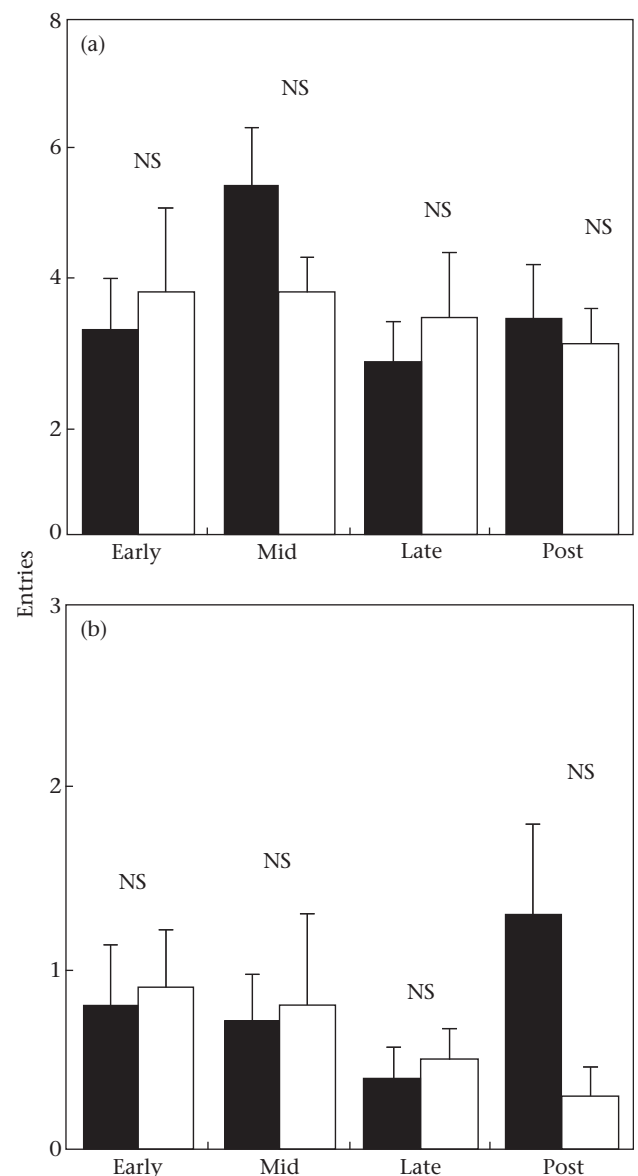 8
(a)
NS
NS
6
NS
NS
4
2
0
Early Mid Late Post
Entries
3
(b)
2
NS
NS
NS
1
NS
0
Early Mid Late Post